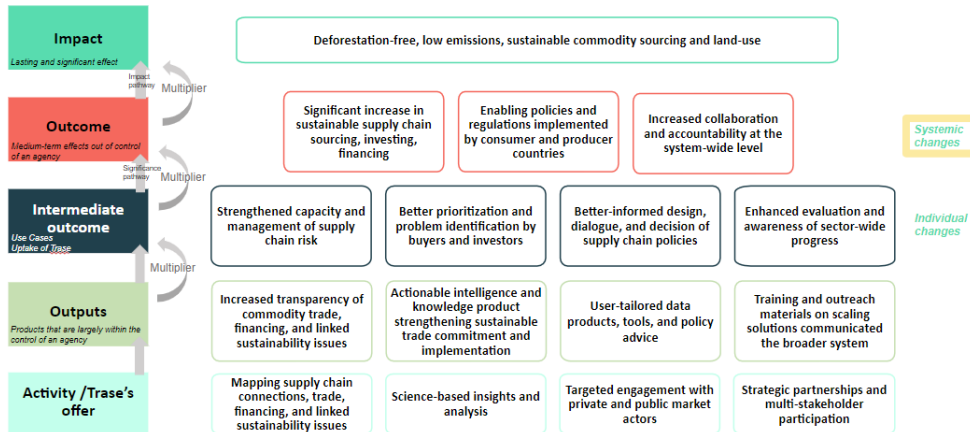 Impact
Lasting and significant effect
Deforestation-free, low emissions, sustainable commodity sourcing and land-use
Impact
pathway
Multiplier
Outcome
Medium-term effects out of control
of an agency
Significant increase in
sustainable supply chain
sourcing, investing,
financing
Enabling policies and
regulations implemented
by consumer and producer
countries
Increased collaboration
and accountability at the
system-wide level
Systemic
changes
Significance
pathway
Multiplier
Intermediate
outcome
Use Cases
Uptake of Trase
Strengthened capacity and
management of supply
chain risk
Better prioritization and
problem identification by
buyers and investors
Better-informed design,
dialogue, and decision of
supply chain policies
Enhanced evaluation and
awareness of sector-wide
progress
Individual
changes
Multiplier
Outputs
Products that are largely within the
control of an agency
Increased transparency of
commodity trade,
financing, and linked
sustainability issues
Actionable intelligence and
knowledge product
strengthening sustainable
trade commitment and
implementation
User-tailored data
products, tools, and policy
advice
Training and outreach
materials on scaling
solutions communicated
the broader system
Activity /Trase's
offer
Mapping supply chain
connections, trade,
financing, and linked
sustainability issues
Science-based insights and
analysis
Targeted engagement with
private and public market
actors
Strategic partnerships and
multi-stakeholder
participation